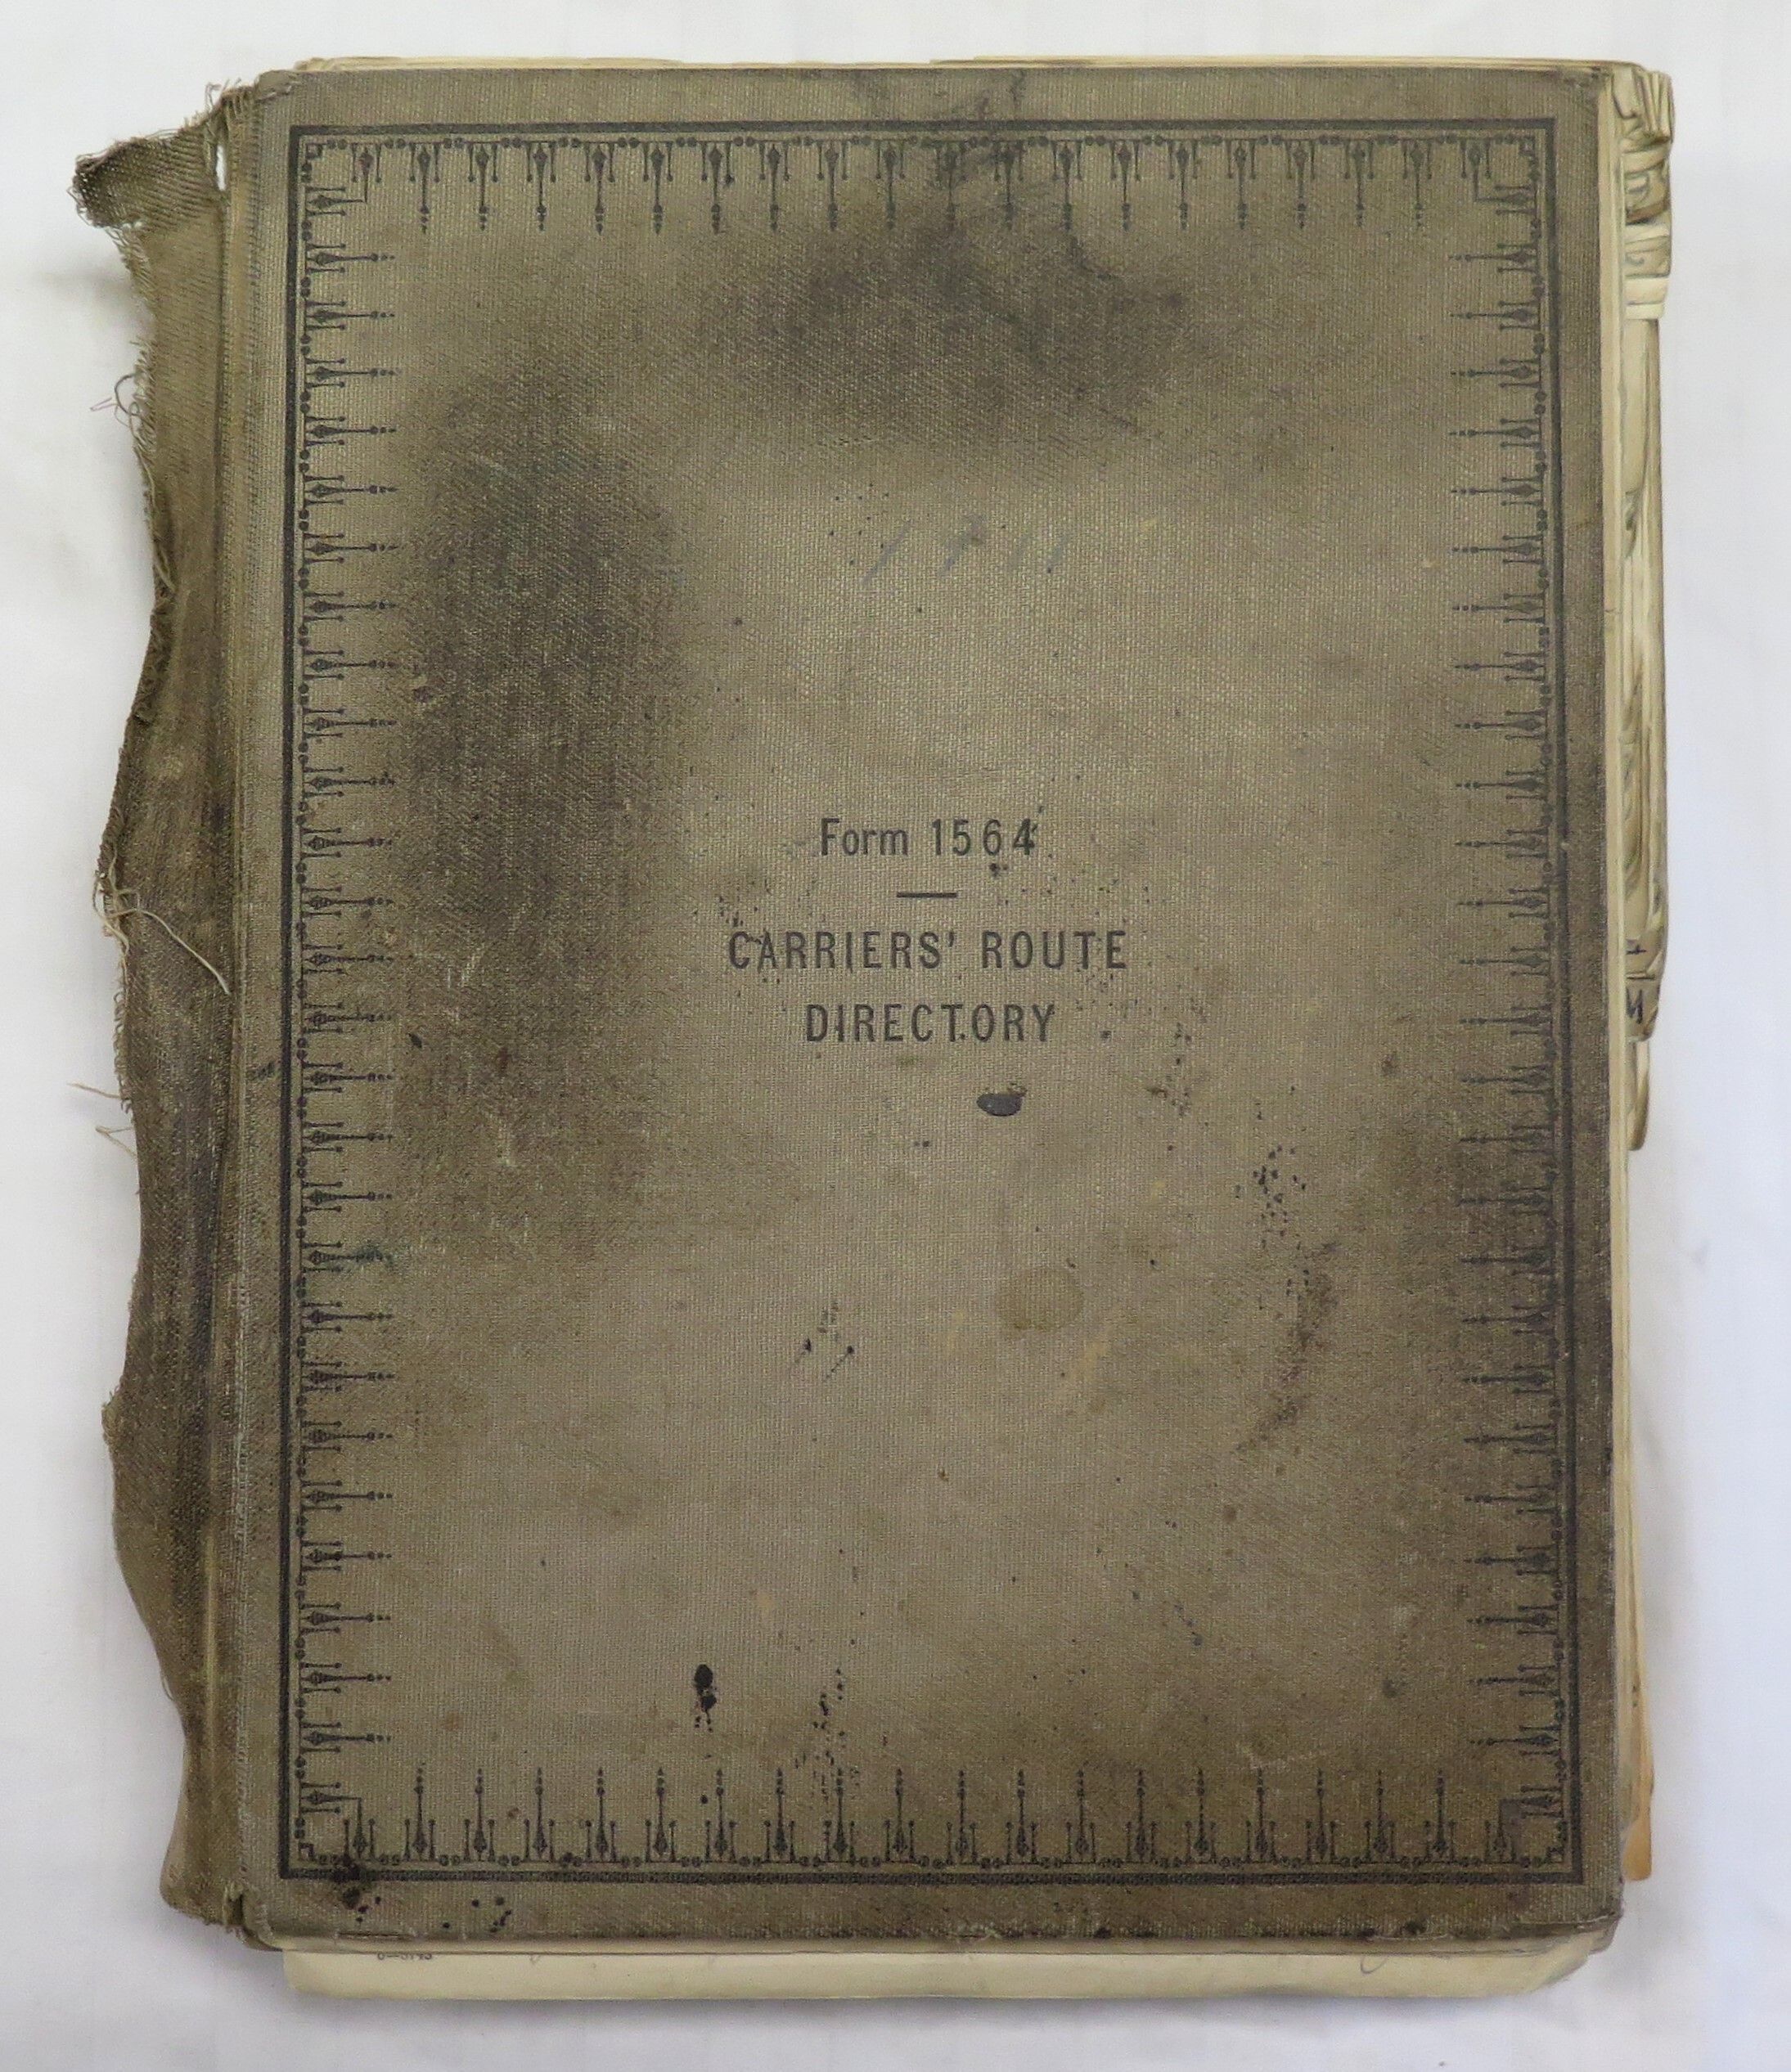 Form 1564
CARRIERS' ROUTE
DIRECTORY